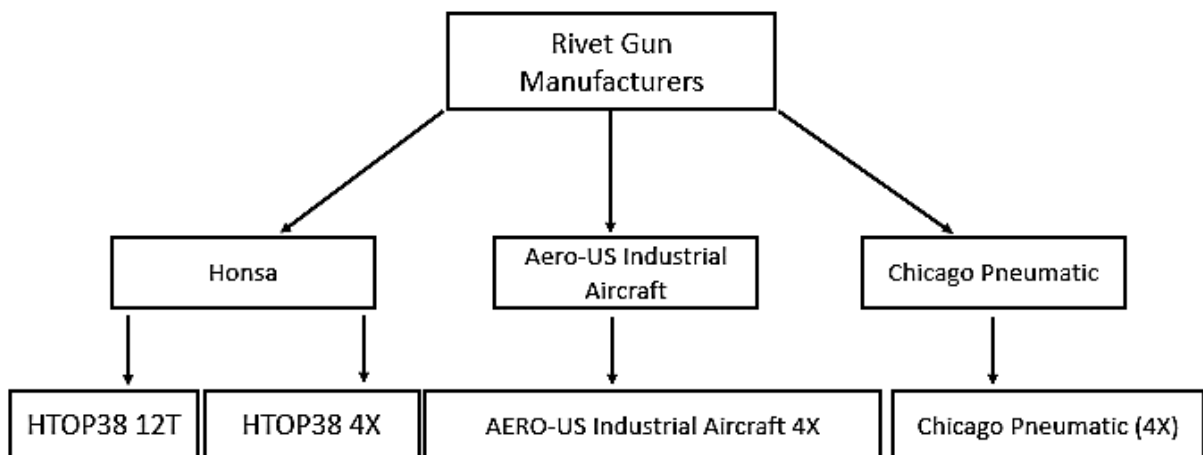 Rivet Gun
Manufacturers
Honsa
Aero-US Industrial
Aircraft
Chicago Pneumatic
HTOP38 12T
HTOP38 4X
AERO-US Industrial Aircraft 4X
Chicago Pneumatic (4X)